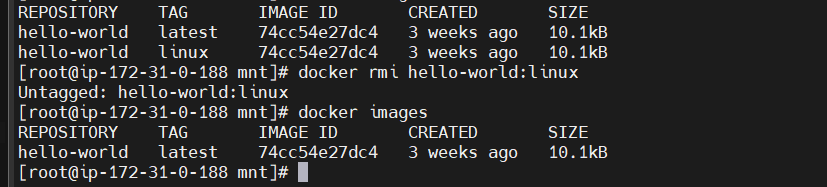 REPOSITORY TAG IMAGE ID CREATED SIZE
hello-world latest 74cc54e27dc4 3 weeks ago 10.1kB
hello-world linux 74cc54e27dc4 3 weeks ago 10.1kB
[root@ip-172-31-0-188 mnt]# docker rmi hello-world:linux
Untagged: hello-world:linux
[root@ip-172-31-0-188 mnt]# docker images
REPOSITORY TAG IMAGE ID CREATED SIZE
hello-world latest 74cc54e27dc4 3 weeks ago 10.1kB
[root@ip-172-31-0-188 mnt]#